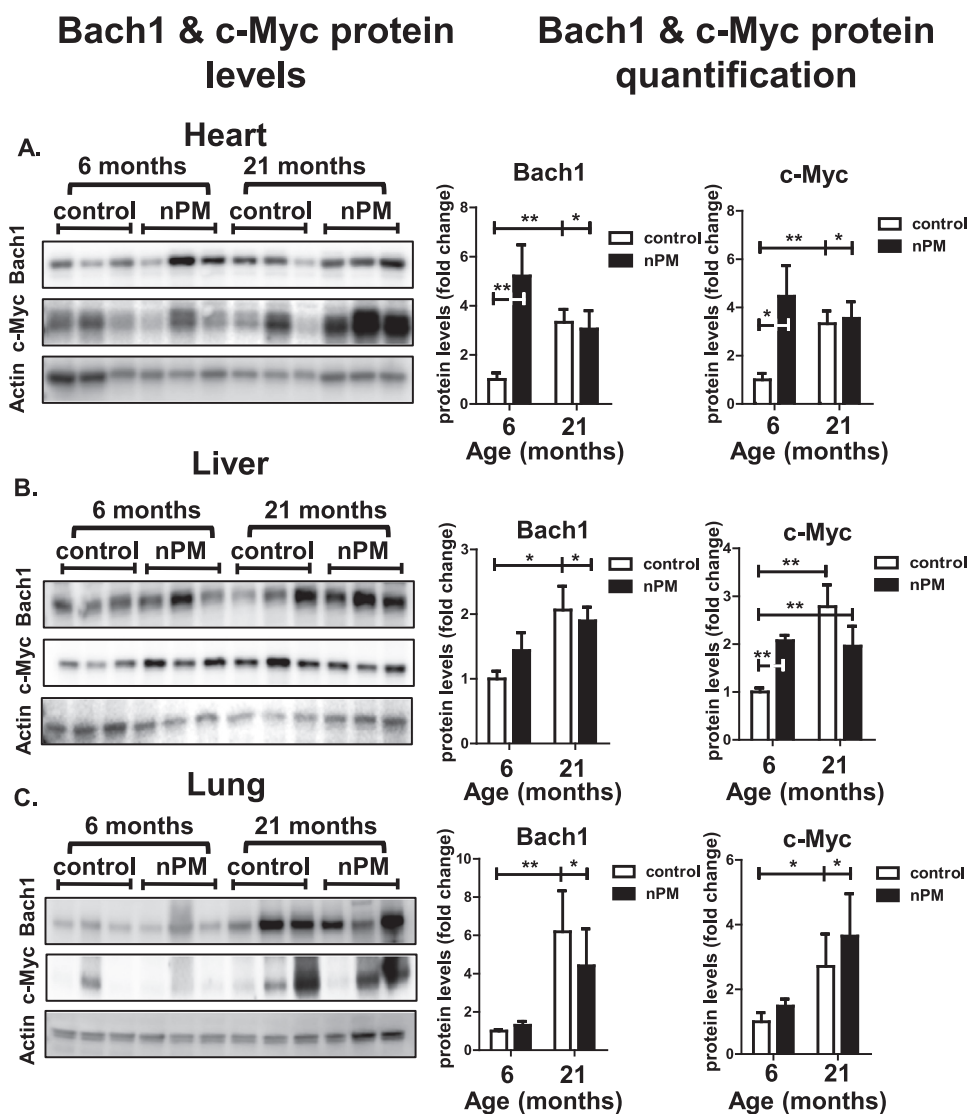 Bach1 & c-Myc protein
levels
Bach1 & c-Myc protein
quantification
A.
Heart
6 months
21 months
control
nPM
control
nPM
Bach1
c-Myc
Actin
Bach1
protein levels (fold change)
8
6
4
2
0
**
*
**
control
nPM
6
21
Age (months)
c-Myc
protein levels (fold change)
8
6
4
2
0
**
*
*
control
nPM
6
21
Age (months)
B.
Liver
6 months
21 months
control
nPM
control
nPM
Bach1
c-Myc
Actin
Bach1
protein levels (fold change)
3
2
1
0
*
*
control
nPM
6
21
Age (months)
c-Myc
protein levels (fold change)
4
3
2
1
0
**
**
**
control
nPM
6
21
Age (months)
C.
Lung
6 months
21 months
control
nPM
control
nPM
Bach1
c-Myc
Actin
Bach1
protein levels (fold change)
10
8
6
4
2
0
**
*
control
nPM
6
21
Age (months)
c-Myc
protein levels (fold change)
6
4
2
0
*
*
control
nPM
6
21
Age (months)